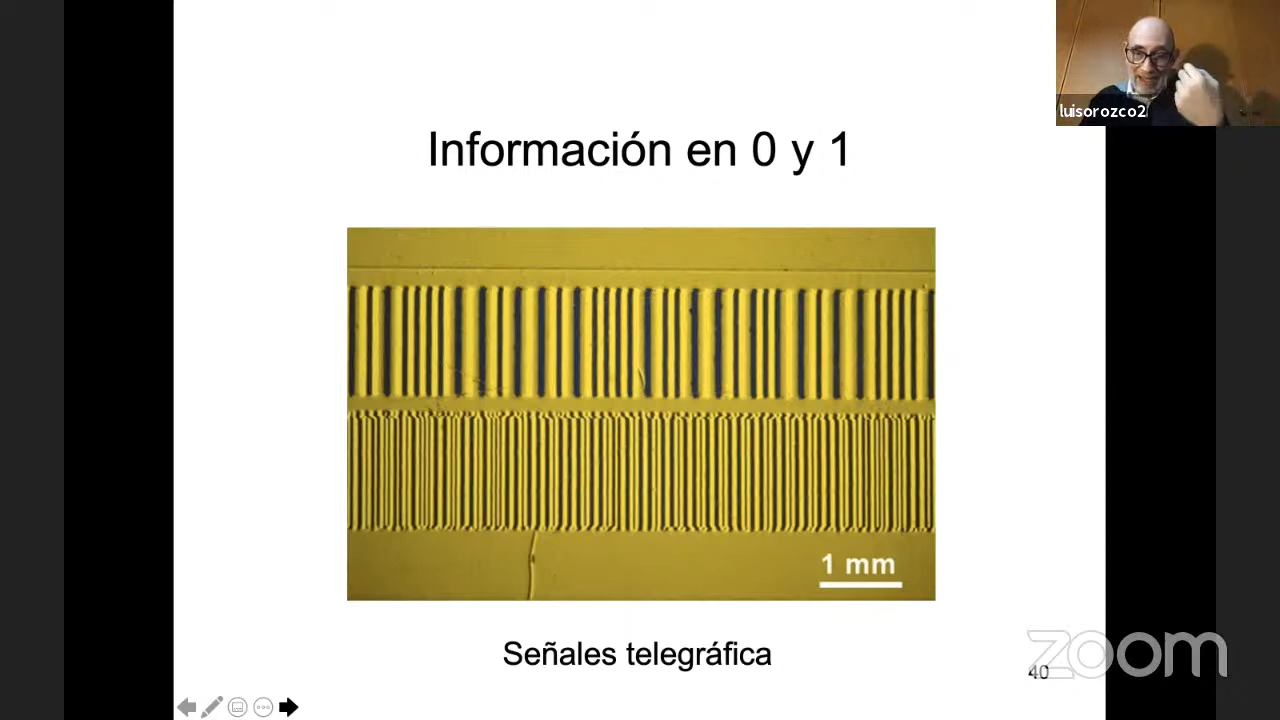 luisorozco2
Información en 0 y 1
1 mm
Señales telegráfica
40
zoom